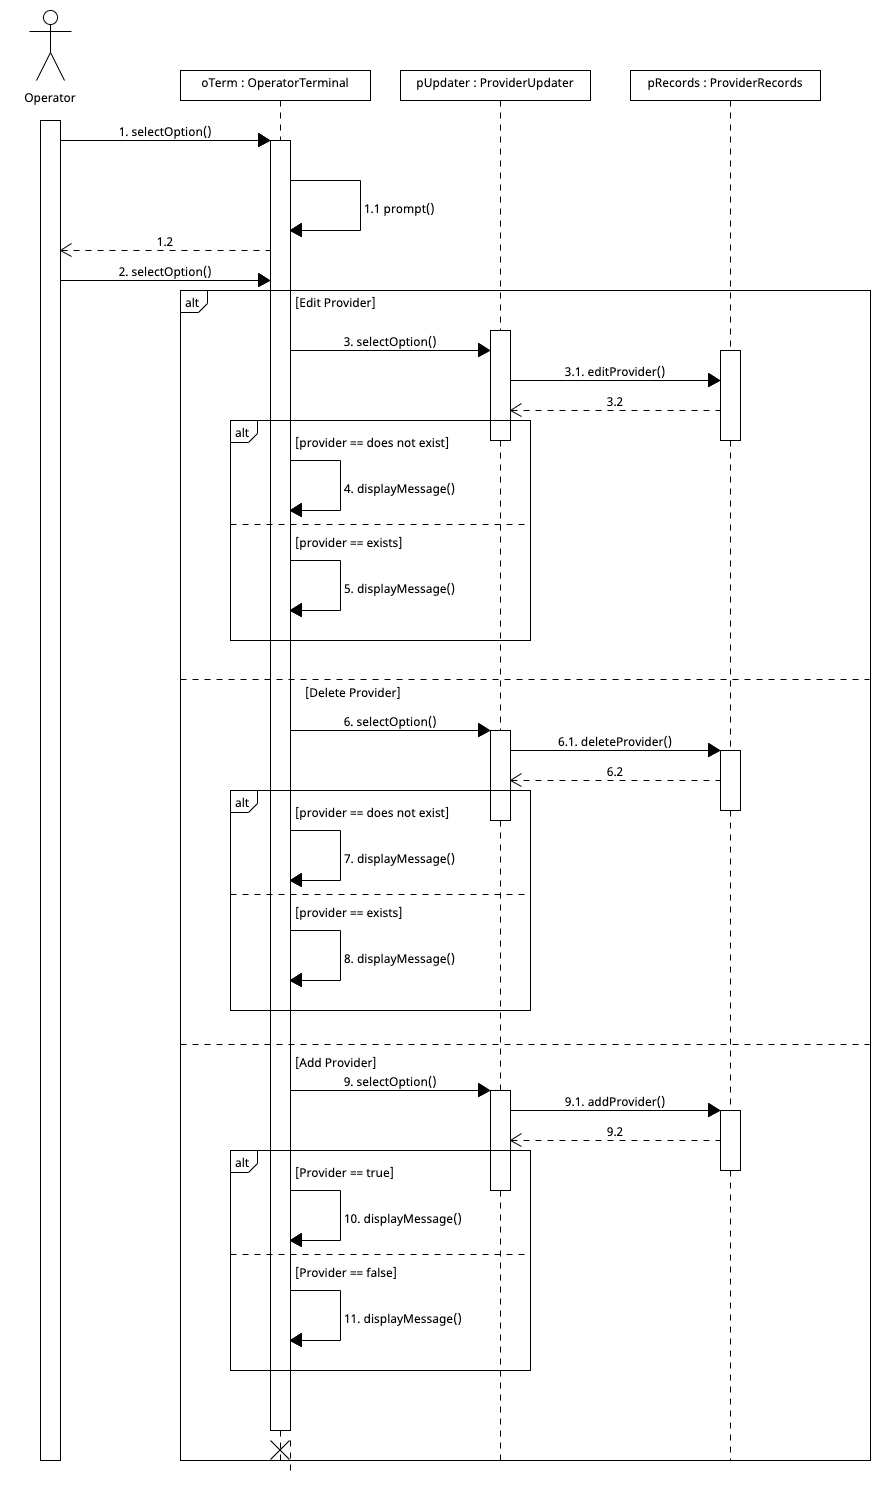 Operator
oTerm : OperatorTerminal
pUpdater : ProviderUpdater
pRecords : ProviderRecords
1. selectOption()
1.1 prompt()
1.2
2. selectOption()
alt
[Edit Provider]
3. selectOption()
3.1. editProvider()
3.2
alt
[provider == does not exist]
4. displayMessage()
[provider == exists]
5. displayMessage()
[Delete Provider]
6. selectOption()
6.1. deleteProvider()
6.2
alt
[provider == does not exist]
7. displayMessage()
[provider == exists]
8. displayMessage()
[Add Provider]
9. selectOption()
9.1. addProvider()
9.2
alt
[Provider == true]
10. displayMessage()
[Provider == false]
11. displayMessage()